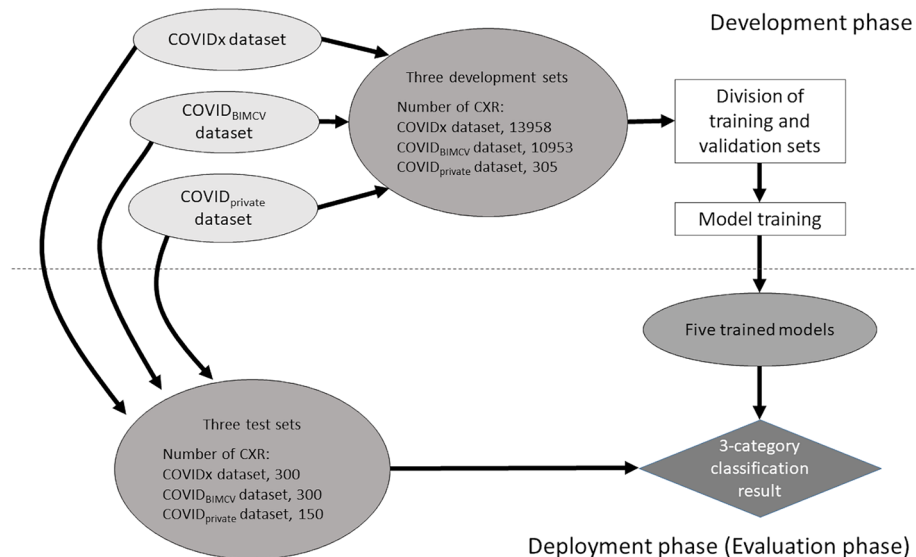 Development phase
COVIDx dataset
COVIDBIMCV
dataset
COVIDprivate
dataset
Three development sets
Number of CXR:
COVIDx dataset, 13958
COVIDBIMCV dataset, 10953
COVIDprivate dataset, 305
Division of
training and
validation sets
Model training
Five trained models
Three test sets
Number of CXR:
COVIDx dataset, 300
COVIDBIMCV dataset, 300
COVIDprivate dataset, 150
3-category
classification
result
Deployment phase (Evaluation phase)